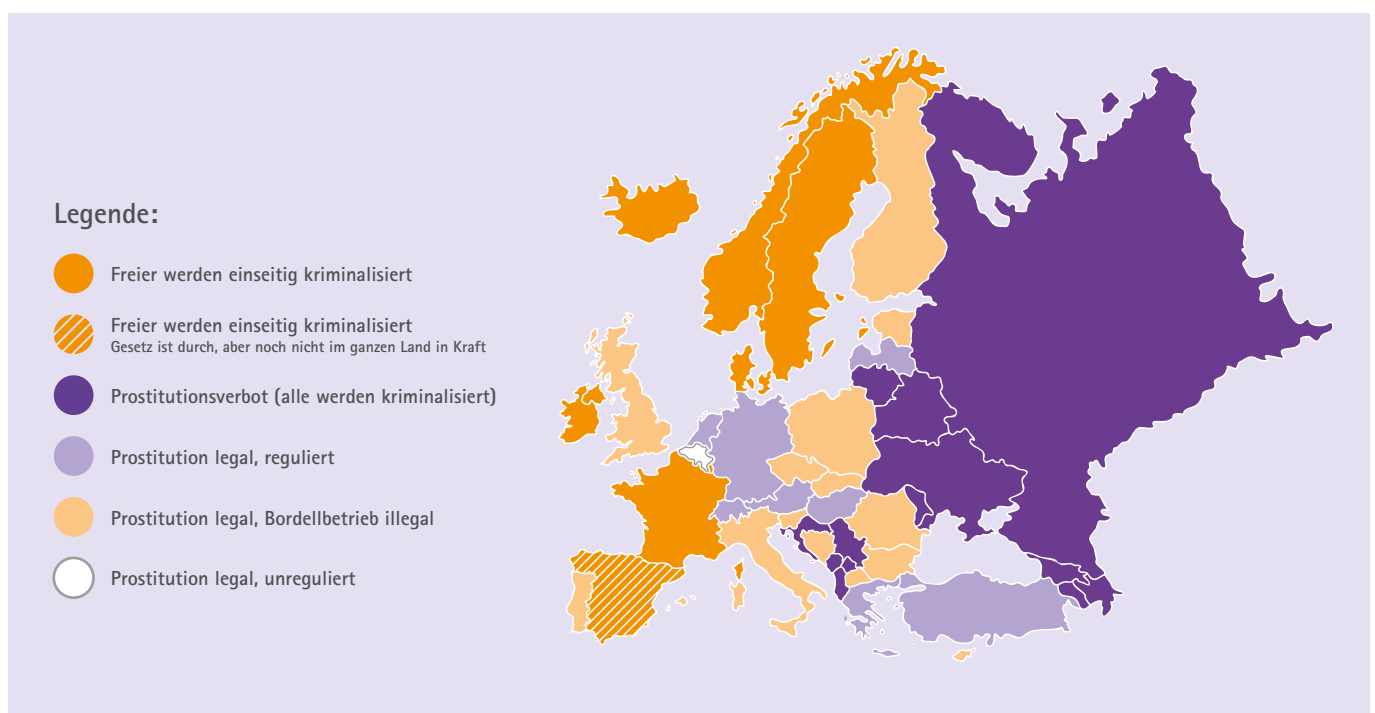 Legende:
Freier werden einseitig kriminalisiert
Freier werden einseitig kriminalisiert
Gesetz ist durch, aber noch nicht im ganzen Land in Kraft
Prostitutionsverbot (alle werden kriminalisiert)
Prostitution legal, reguliert
Prostitution legal, Bordellbetrieb illegal
Prostitution legal, unreguliert